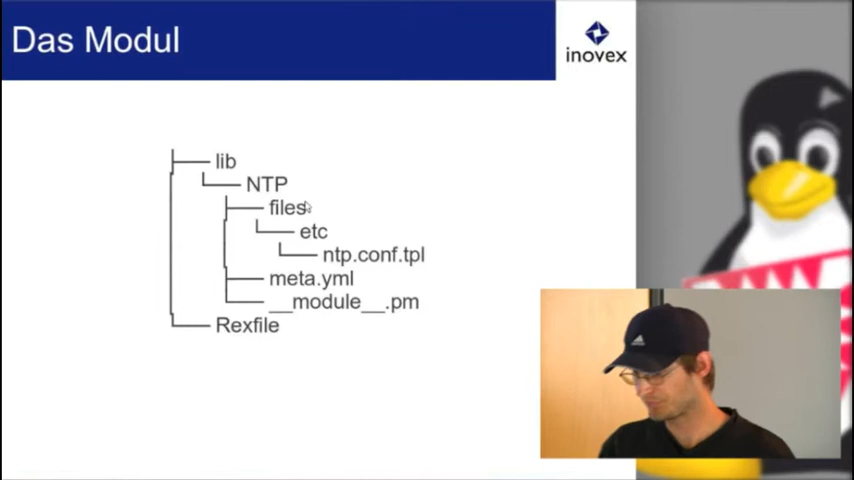 Das Modul
inovex
lib
NTP
files
etc
ntp.conf.tpl
meta.yml
__module__.pm
Rexfile